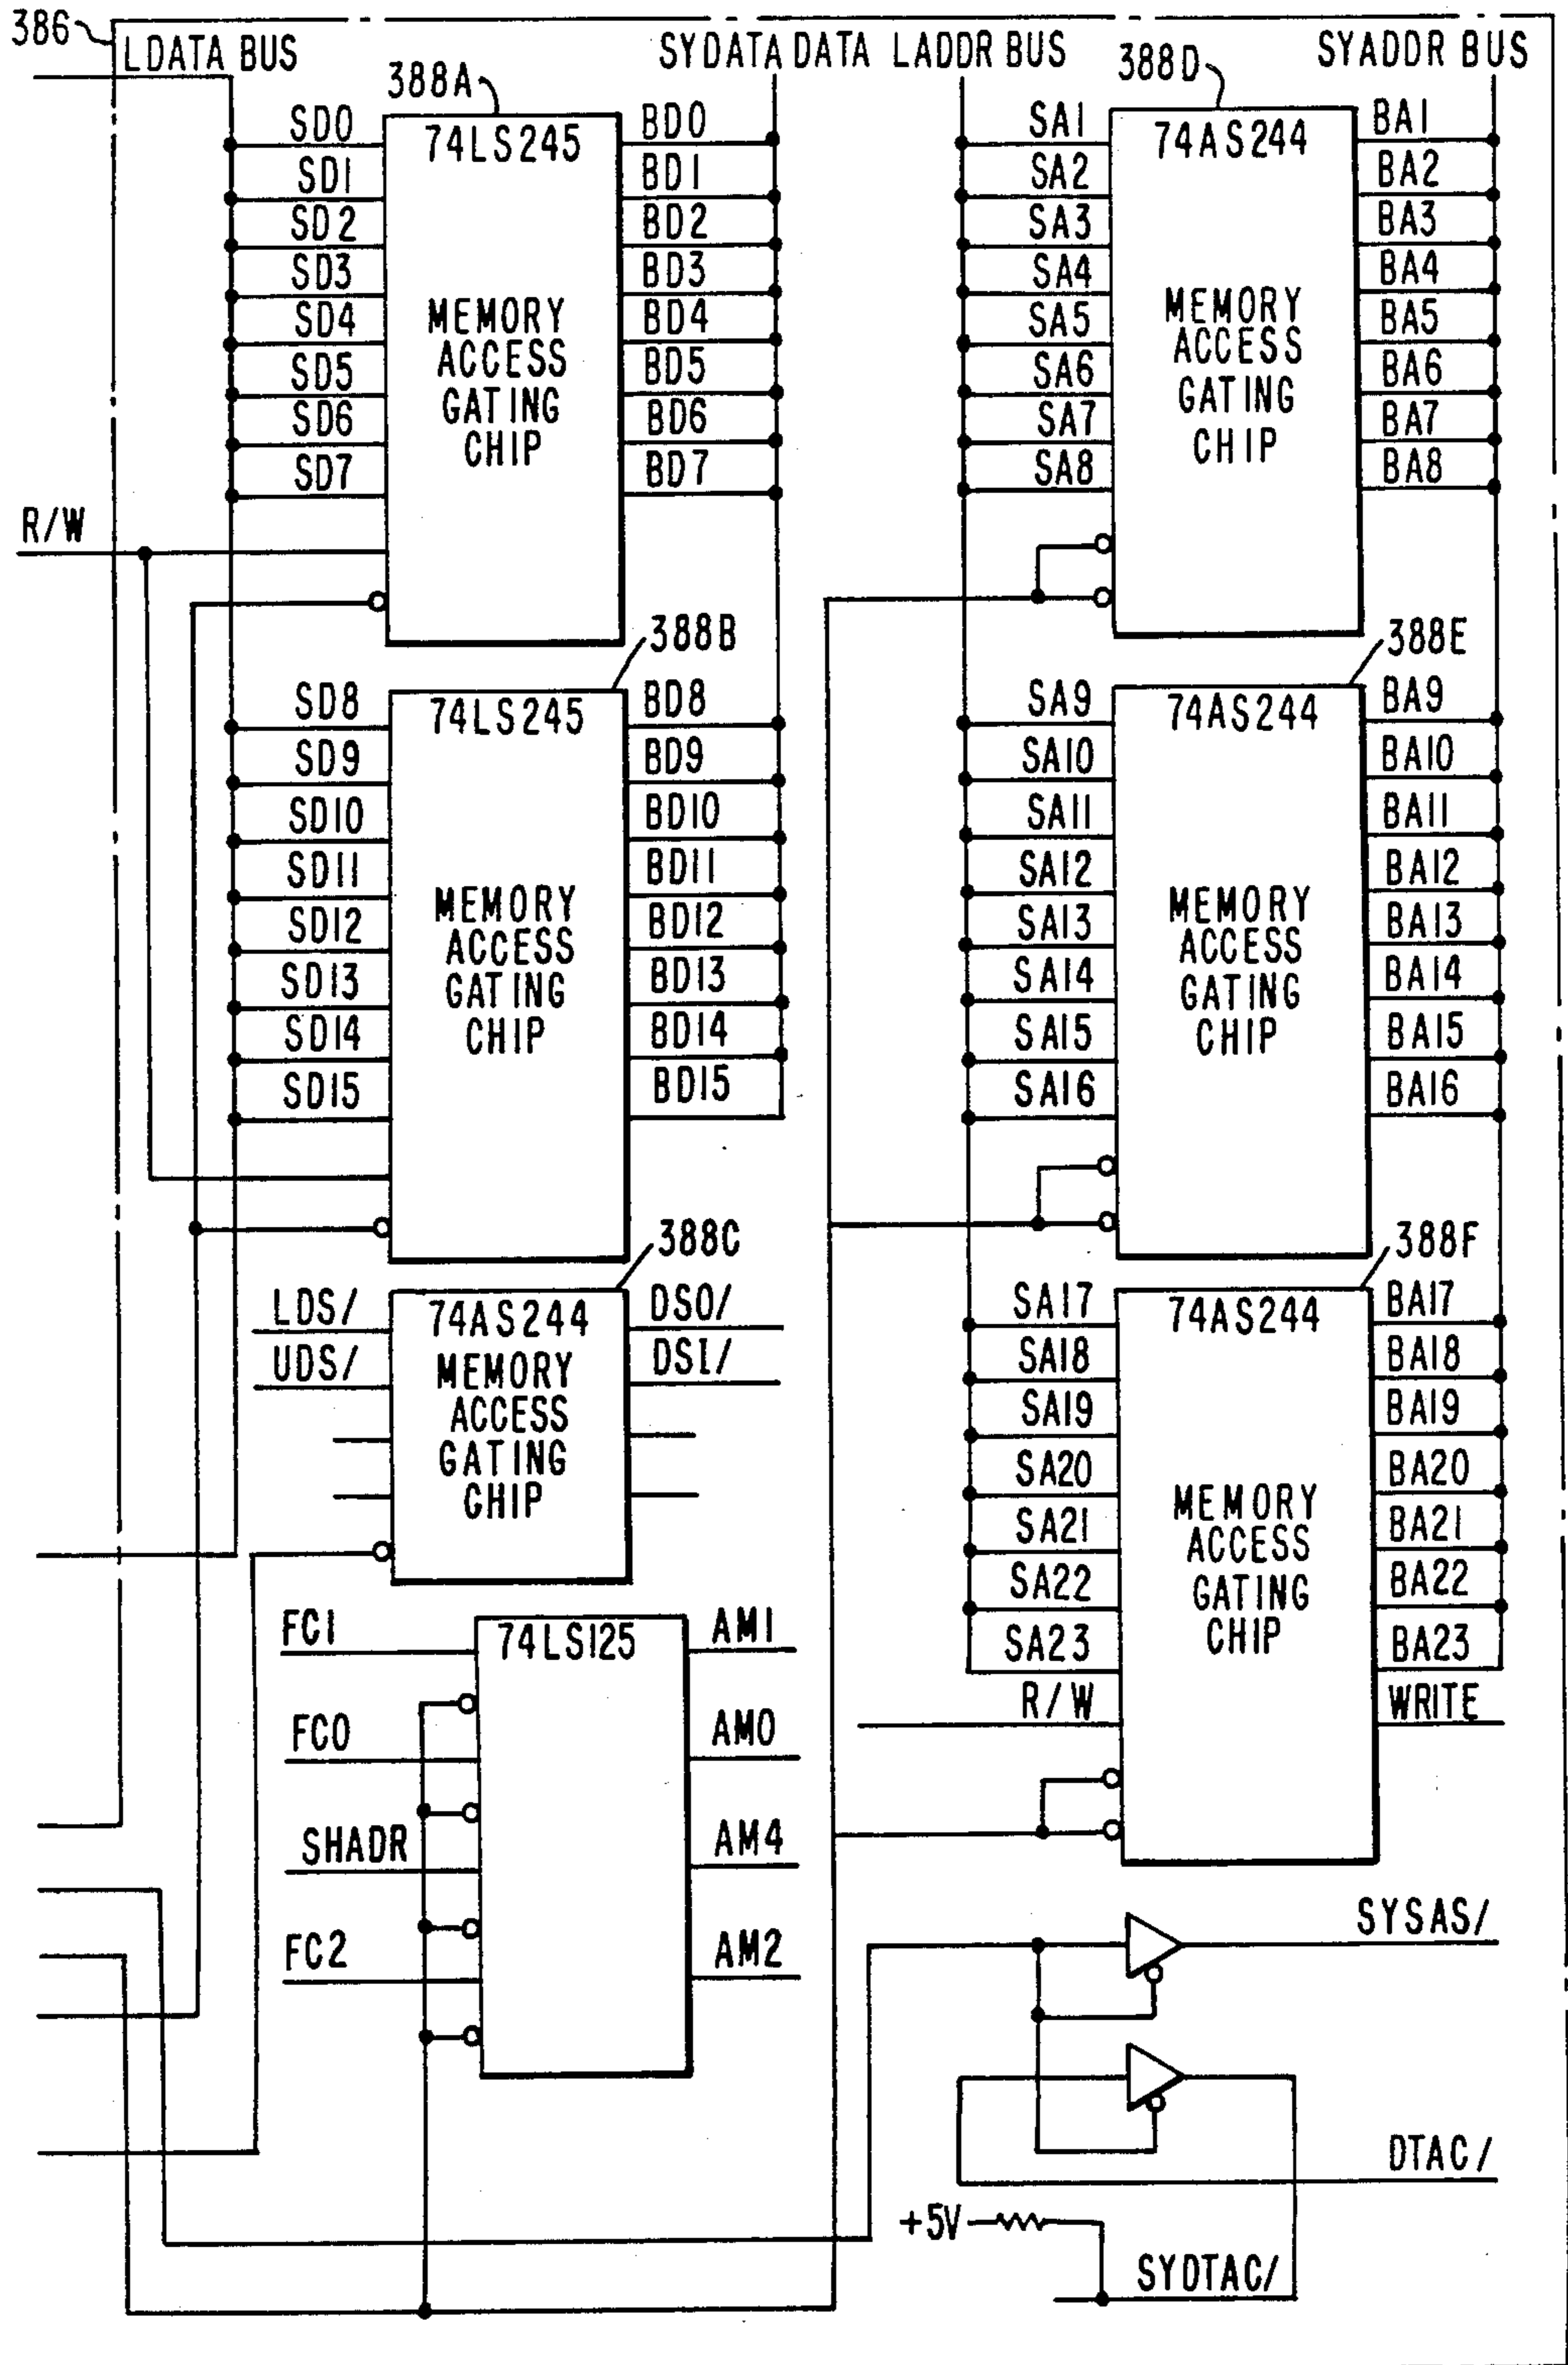 386
LDATA BUS
SYDATA DATA LADDR BUS
SYADDR BUS
388A
74LS245
MEMORY
ACCESS
GATING
CHIP
SD0
SD1
SD2
SD3
SD4
SD5
SD6
SD7
BD0
BD1
BD2
BD3
BD4
BD5
BD6
BD7
R/W
388B
74LS245
MEMORY
ACCESS
GATING
CHIP
SD8
SD9
SD10
SD11
SD12
SD13
SD14
SD15
BD8
BD9
BD10
BD11
BD12
BD13
BD14
BD15
388C
74AS244
MEMORY
ACCESS
GATING
CHIP
LDS/
UDS/
DS0/
DS1/
74LS125
FC1
FC0
SHADR
FC2
AM1
AM0
AM4
AM2
388D
74AS244
MEMORY
ACCESS
GATING
CHIP
SA1
SA2
SA3
SA4
SA5
SA6
SA7
SA8
BA1
BA2
BA3
BA4
BA5
BA6
BA7
BA8
388E
74AS244
MEMORY
ACCESS
GATING
CHIP
SA9
SA10
SA11
SA12
SA13
SA14
SA15
SA16
BA9
BA10
BA11
BA12
BA13
BA14
BA15
BA16
388F
74AS244
MEMORY
ACCESS
GATING
CHIP
SA17
SA18
SA19
SA20
SA21
SA22
SA23
R/W
BA17
BA18
BA19
BA20
BA21
BA22
BA23
WRITE
SYSAS/
DTAC/
+5V
SYDTAC/